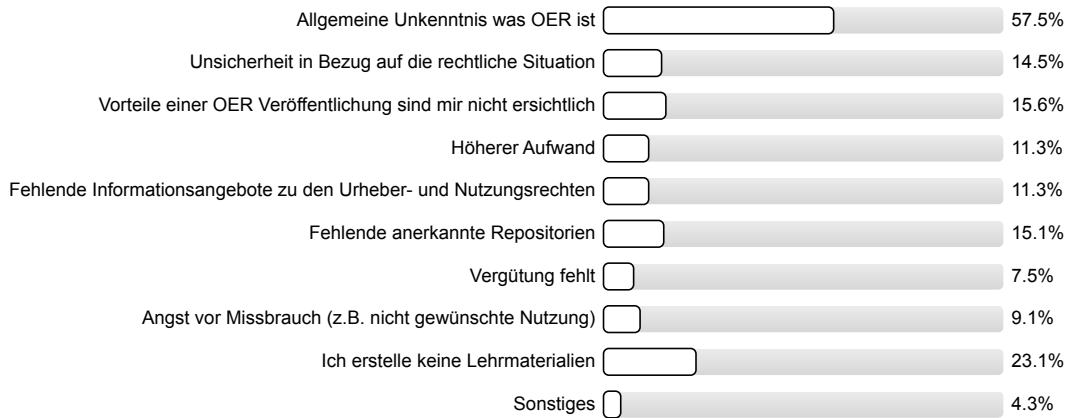 Allgemeine Unkenntnis was OER ist 57.5%
Unsicherheit in Bezug auf die rechtliche Situation 14.5%
Vorteile einer OER Veröffentlichung sind mir nicht ersichtlich 15.6%
Höherer Aufwand 11.3%
Fehlende Informationsangebote zu den Urheber- und Nutzungsrechten 11.3%
Fehlende anerkannte Repositorien 15.1%
Vergütung fehlt 7.5%
Angst vor Missbrauch (z.B. nicht gewünschte Nutzung) 9.1%
Ich erstelle keine Lehrmaterialien 23.1%
Sonstiges 4.3%